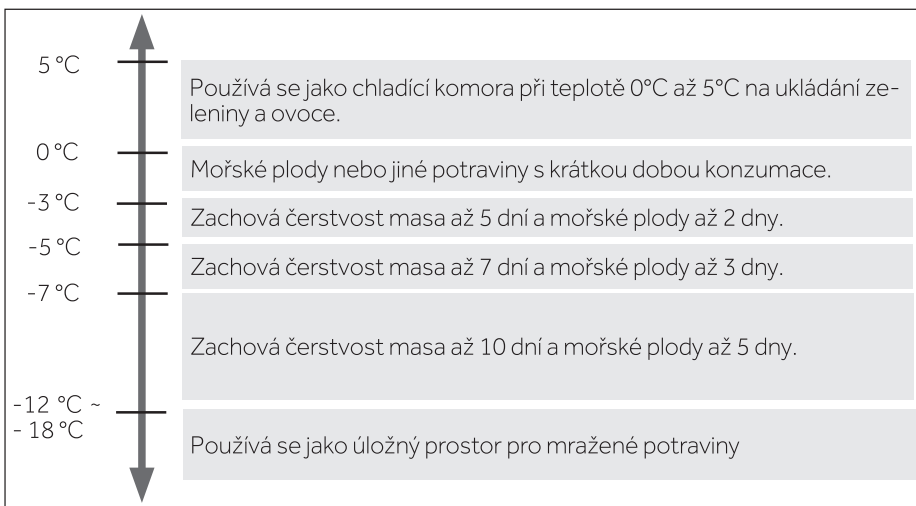 5 °C
Používá se jako chladící komora při teplotě 0°C až 5°C na ukládání ze-
leniny a ovoce.
0 °C
Mořské plody nebo jiné potraviny s krátkou dobou konzumace.
-3 °C
Zachová čerstvost masa až 5 dní a mořské plody až 2 dny.
-5 °C
Zachová čerstvost masa až 7 dní a mořské plody až 3 dny.
-7 °C
Zachová čerstvost masa až 10 dní a mořské plody až 5 dny.
-12 °C ~
- 18 °C
Používá se jako úložný prostor pro mražené potraviny